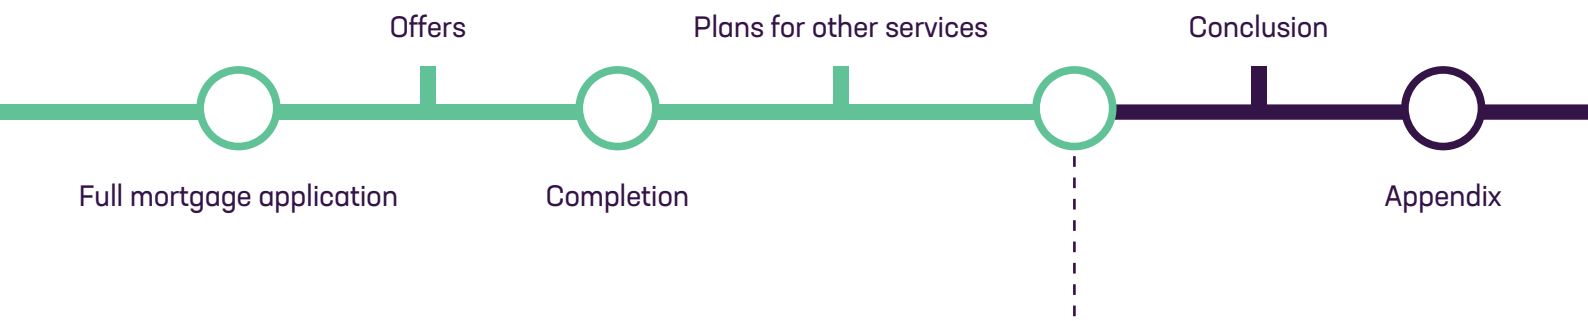 Offers
Plans for other services
Conclusion
Full mortgage application
Completion
Appendix